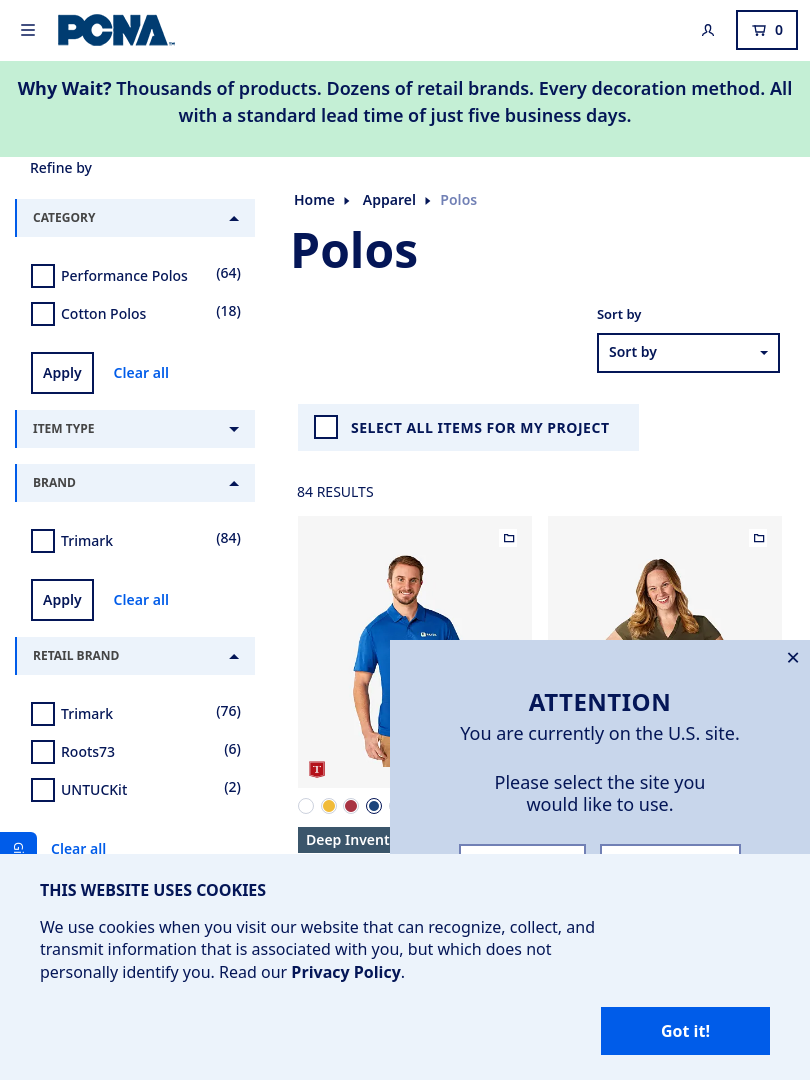 PCNA
0
Why Wait? Thousands of products. Dozens of retail brands. Every decoration method. All
with a standard lead time of just five business days.
Refine by
CATEGORY
Performance Polos (64)
Cotton Polos (18)
Apply Clear all
ITEM TYPE
BRAND
Trimark (84)
Apply Clear all
RETAIL BRAND
Trimark (76)
Roots73 (6)
UNTUCKit (2)
Clear all
Home Apparel Polos
Polos
Sort by
Sort by
SELECT ALL ITEMS FOR MY PROJECT
84 RESULTS
T
Deep Invent
ATTENTION
You are currently on the U.S. site.
Please select the site you
would like to use.
THIS WEBSITE USES COOKIES
We use cookies when you visit our website that can recognize, collect, and
transmit information that is associated with you, but which does not
personally identify you. Read our Privacy Policy.
Got it!